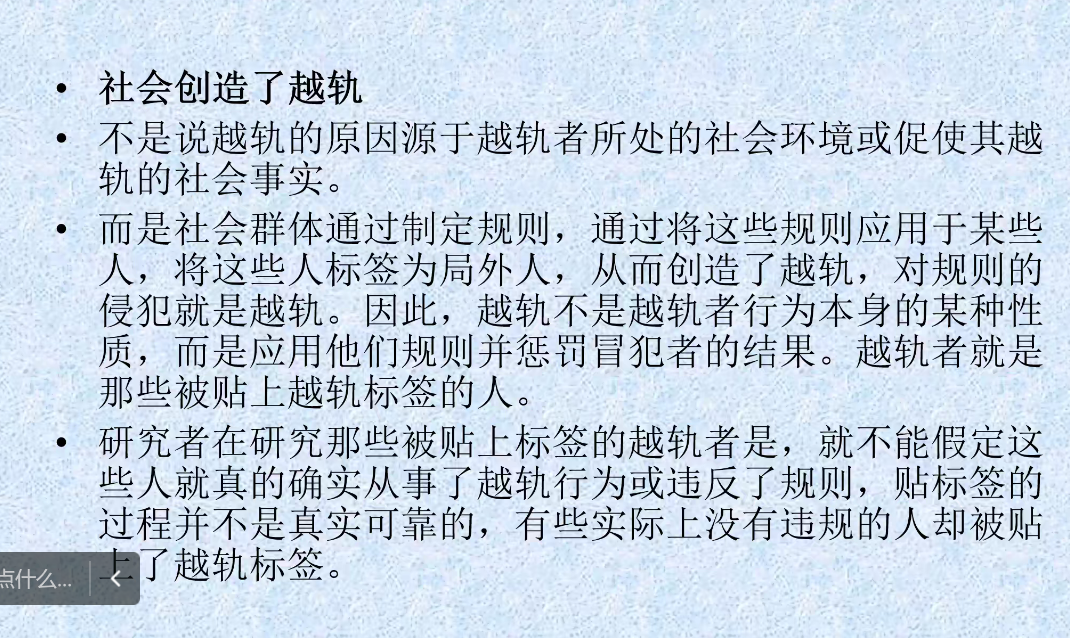 • 社会创造了越轨
• 不是说越轨的原因源于越轨者所处的社会环境或促使其越
轨的社会事实。
• 而是社会群体通过制定规则，通过将这些规则应用于某些
人，将这些人标签为局外人，从而创造了越轨，对规则的
侵犯就是越轨。因此，越轨不是越轨者行为本身的某种性
质，而是应用他们规则并惩罚冒犯者的结果。越轨者就是
那些被贴上越轨标签的人。
• 研究者在研究那些被贴上标签的越轨者是，就不能假定这
些人就真的确实从事了越轨行为或违反了规则，贴标签的
过程并不是真实可靠的，有些实际上没有违规的人却被贴
上了越轨标签。
点什么...